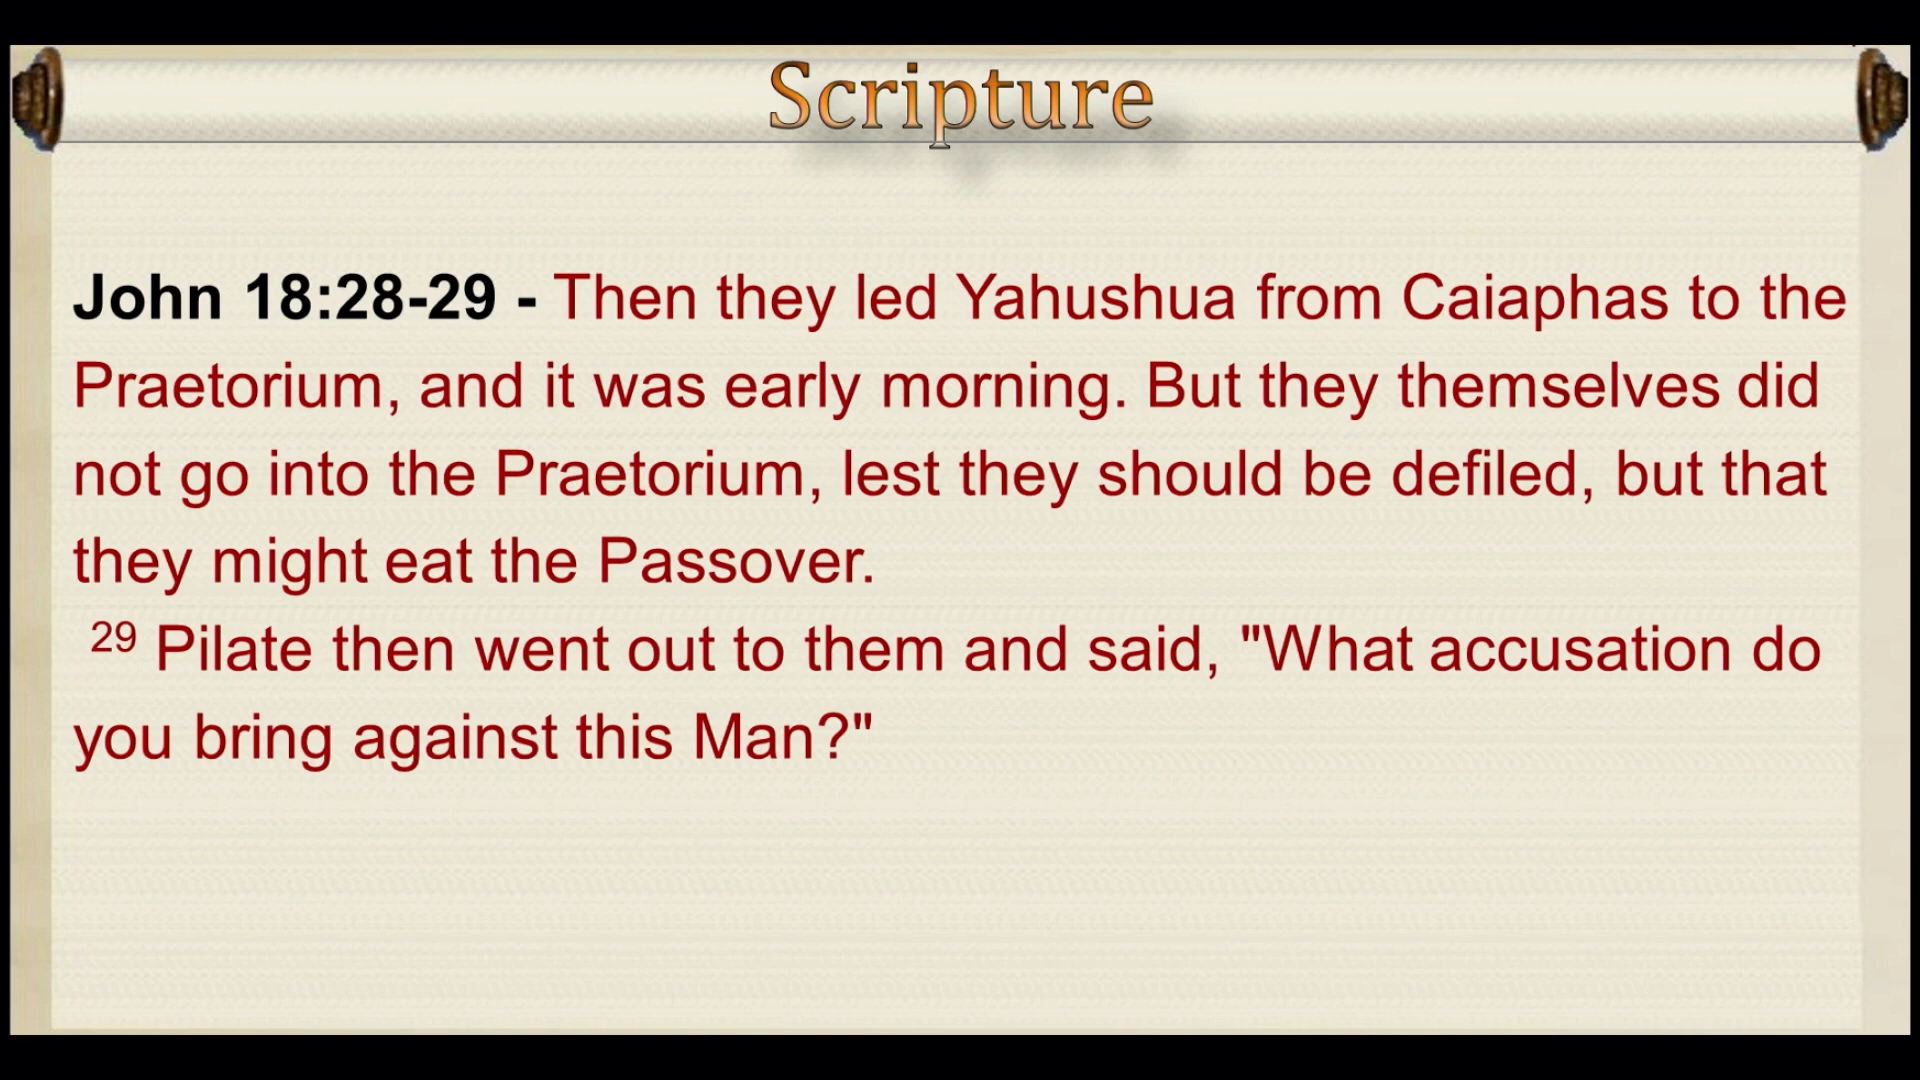 Scripture
John 18:28-29 - Then they led Yahushua from Caiaphas to the
Praetorium, and it was early morning. But they themselves did
not go into the Praetorium, lest they should be defiled, but that
they might eat the Passover.
29 Pilate then went out to them and said, "What accusation do
you bring against this Man?"